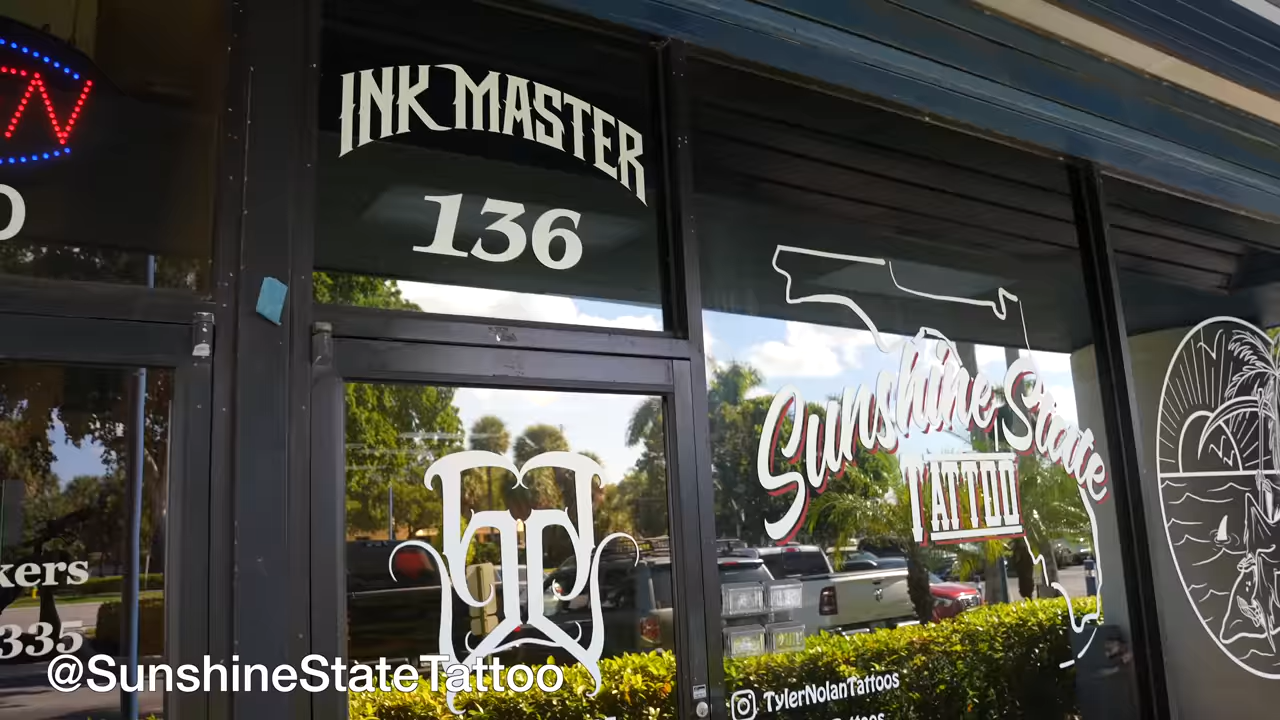 INK MASTER
136
Sunshine State
TATTOO
kers
335
@SunshineStateTattoo
TylerNolanTattoos